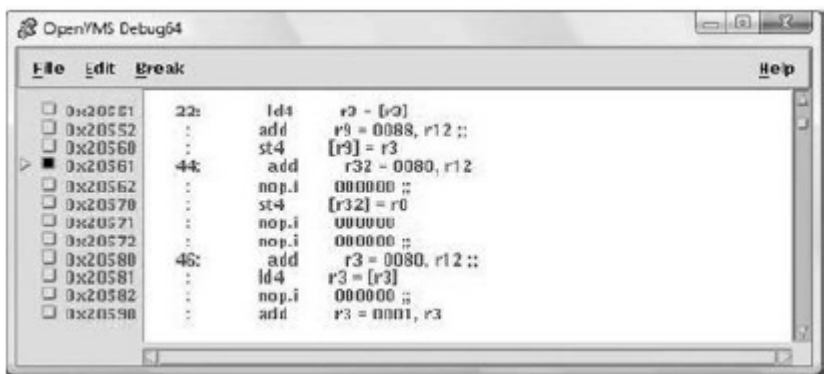 OpenVMS Debug64
File Edit Break Help
0x20551 22: ld4 r3 = [r3]
0x20552 : add r9 = 0088, r12 ;;
0x20560 : st4 [r9] = r3
0x20561 44: add r32 = 0080, r12
0x20562 : nop.i 000000 ;;
0x20570 : st4 [r32] = r0
0x20571 : nop.i 000000
0x20572 : nop.i 000000 ;;
0x20580 46: add r3 = 0080, r12 ;;
0x20581 : ld4 r3 = [r3]
0x20582 : nop.i 000000 ;;
0x20590 : add r3 = 0001, r3